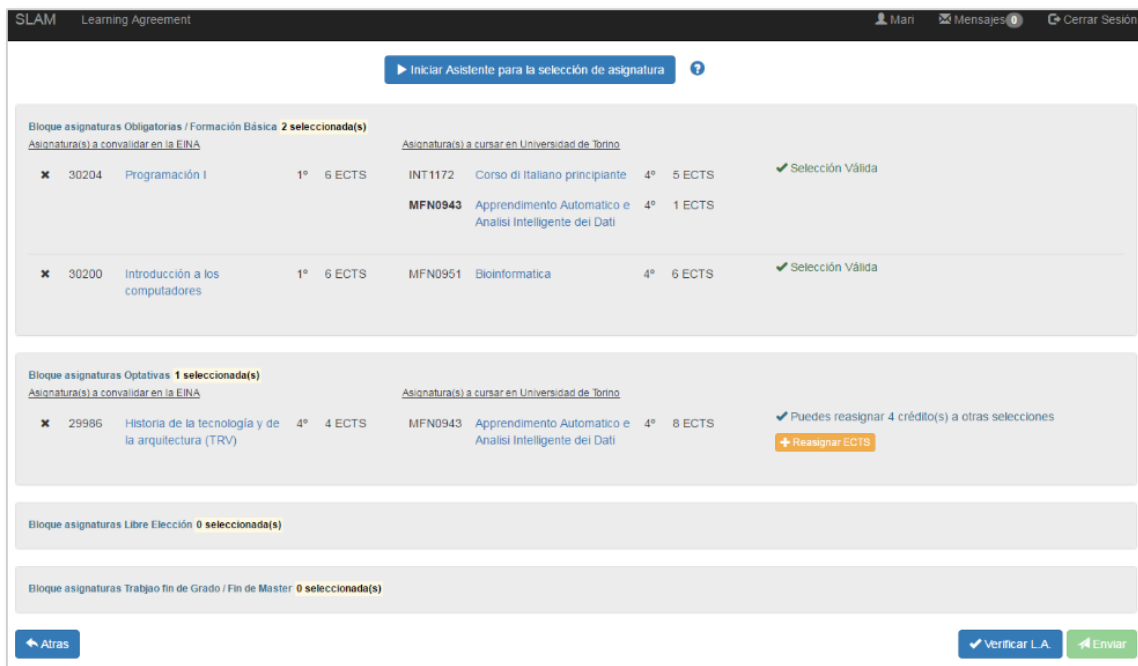 SLAM Learning Agreement Mari Mensajes 0 Cerrar Sesión
Iniciar Asistente para la selección de asignatura ?
Bloque asignaturas Obligatorias / Formación Básica 2 seleccionada(s)
Asignatura(s) a convalidar en la EINA Asignatura(s) a cursar en Universidad de Torino
30204 Programación I 1º 6 ECTS INT1172 Corso di Italiano principiante 4º 5 ECTS Selección Válida
MFN0943 Apprendimento Automatico e 4º 1 ECTS
Analisi Intelligente dei Dati
30200 Introducción a los 1º 6 ECTS MFN0951 Bioinformatica 4º 6 ECTS Selección Válida
computadores
Bloque asignaturas Optativas 1 seleccionada(s)
Asignatura(s) a convalidar en la EINA Asignatura(s) a cursar en Universidad de Torino
29986 Historia de la tecnología y de 4º 4 ECTS MFN0943 Apprendimento Automatico e 4º 8 ECTS Puedes reasignar 4 crédito(s) a otras selecciones
la arquitectura (TRV) Analisi Intelligente dei Dati Reasignar ECTS
Bloque asignaturas Libre Elección 0 seleccionada(s)
Bloque asignaturas Trabjao fin de Grado / Fin de Master 0 seleccionada(s)
Atras Verificar L.A. Enviar